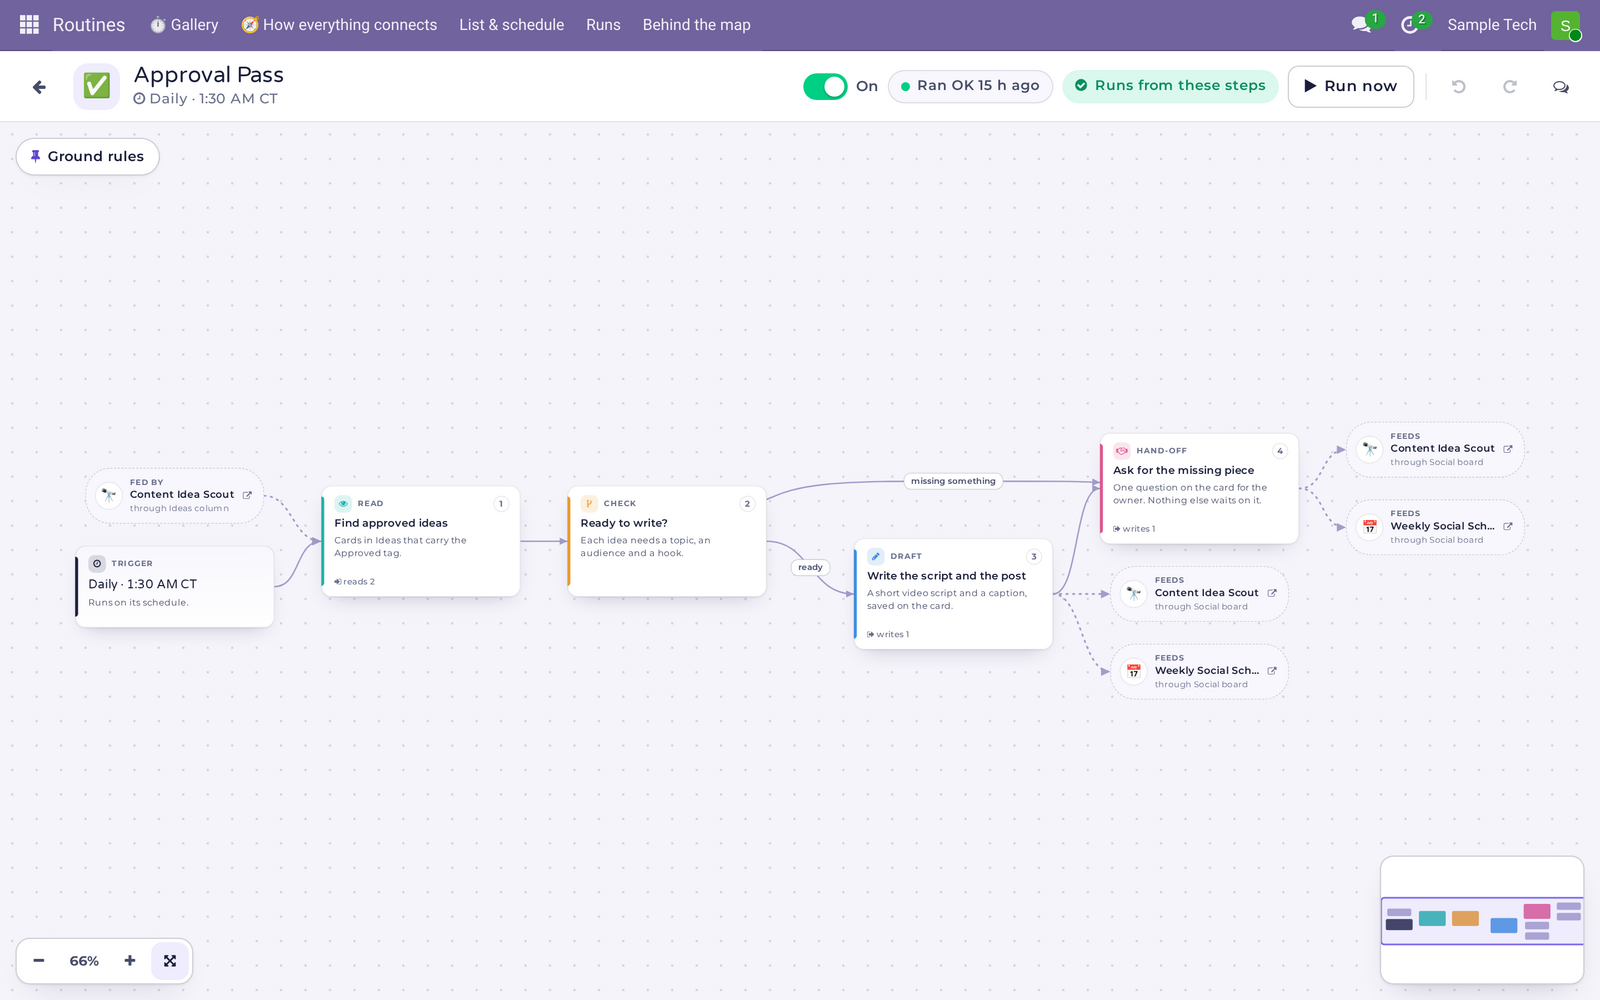 Routines
Gallery
How everything connects
List & schedule
Runs
Behind the map
1
2
Sample Tech
S
Approval Pass
Daily · 1:30 AM CT
On
Ran OK 15 h ago
Runs from these steps
Run now
Ground rules
FED BY
Content Idea Scout
through Ideas column
TRIGGER
Daily · 1:30 AM CT
Runs on its schedule.
READ
1
Find approved ideas
Cards in Ideas that carry the
Approved tag.
reads 2
CHECK
2
Ready to write?
Each idea needs a topic, an
audience and a hook.
missing something
ready
DRAFT
3
Write the script and the post
A short video script and a caption,
saved on the card.
writes 1
HAND-OFF
4
Ask for the missing piece
One question on the card for the
owner. Nothing else waits on it.
writes 1
FEEDS
Content Idea Scout
through Social board
FEEDS
Weekly Social Sch...
through Social board
FEEDS
Content Idea Scout
through Social board
FEEDS
Weekly Social Sch...
through Social board
66%